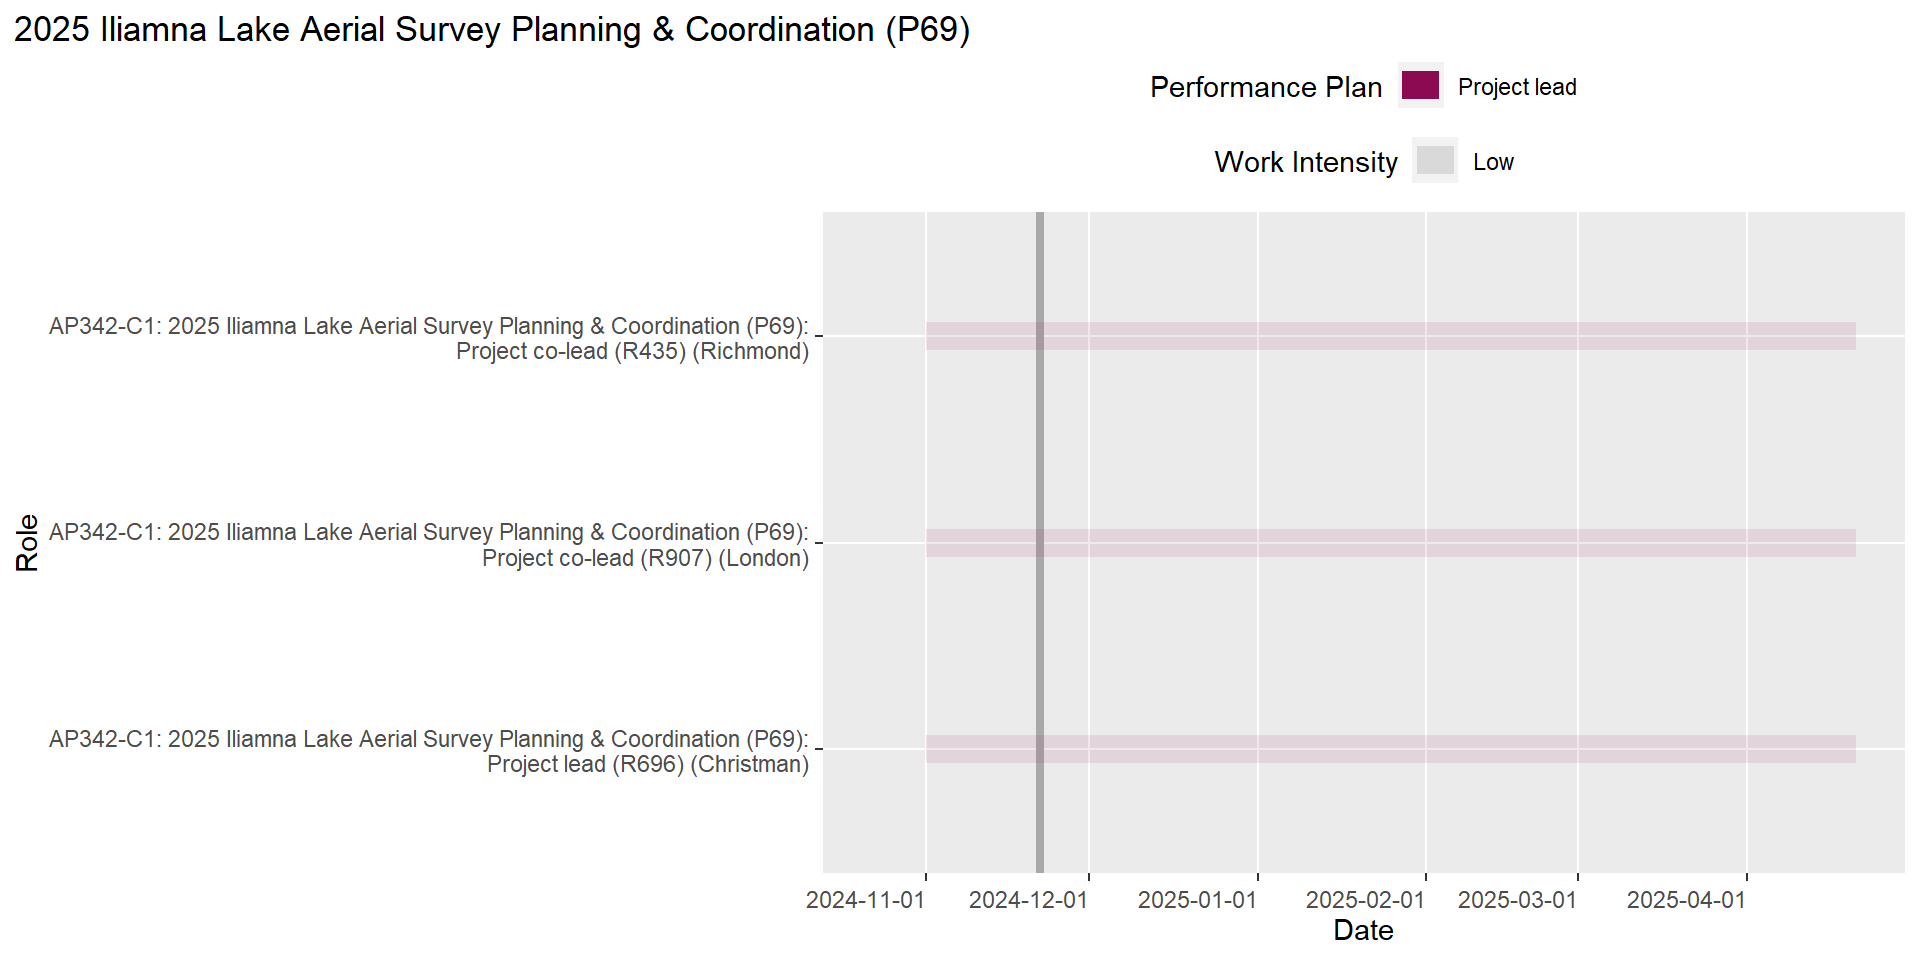 2025 Iliamna Lake Aerial Survey Planning & Coordination (P69)
Performance Plan
Project lead
Work Intensity
Low
Role
AP342-C1: 2025 Iliamna Lake Aerial Survey Planning & Coordination (P69):
Project co-lead (R435) (Richmond)
AP342-C1: 2025 Iliamna Lake Aerial Survey Planning & Coordination (P69):
Project co-lead (R907) (London)
AP342-C1: 2025 Iliamna Lake Aerial Survey Planning & Coordination (P69):
Project lead (R696) (Christman)
2024-11-01
2024-12-01
2025-01-01
2025-02-01
2025-03-01
2025-04-01
Date